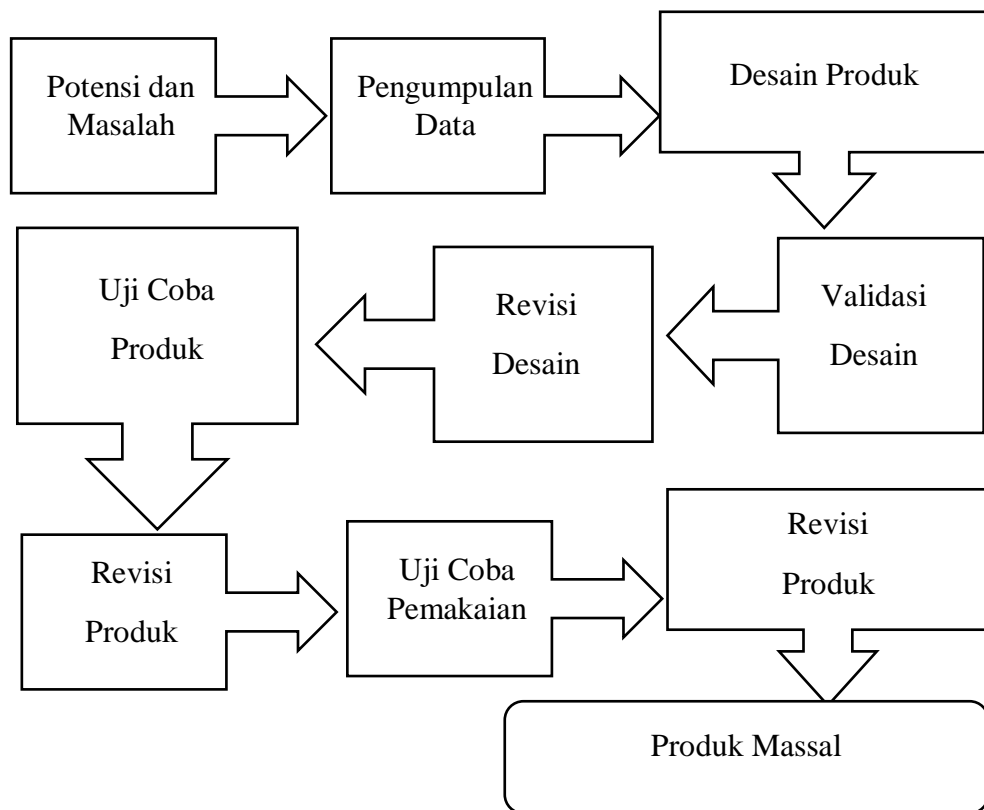 Potensi dan
Masalah
Pengumpulan
Data
Desain Produk
Validasi
Desain
Revisi
Desain
Uji Coba
Produk
Revisi
Produk
Uji Coba
Pemakaian
Revisi
Produk
Produk Massal